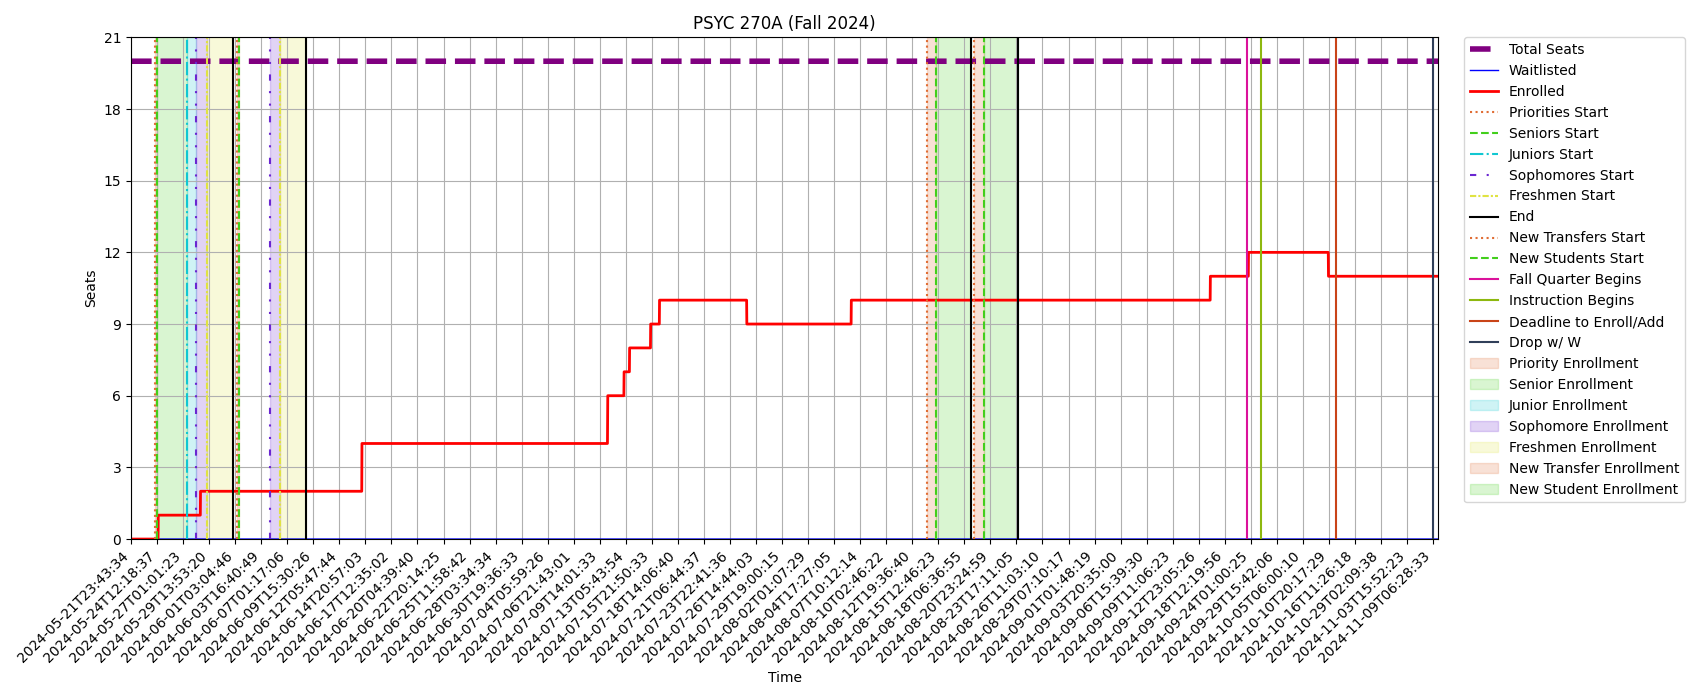 PSYC 270A (Fall 2024)
21
18
15
12
9
6
3
0
Seats
2024-05-21T23:43:34
2024-05-24T12:18:37
2024-05-27T01:01:23
2024-05-29T13:53:20
2024-06-01T03:04:46
2024-06-03T16:40:49
2024-06-07T01:17:06
2024-06-09T15:30:26
2024-06-12T05:47:44
2024-06-14T20:57:03
2024-06-17T12:35:02
2024-06-20T04:39:40
2024-06-22T20:14:25
2024-06-25T11:58:42
2024-06-28T03:34:34
2024-06-30T19:36:33
2024-07-04T05:59:26
2024-07-06T21:43:01
2024-07-09T14:01:33
2024-07-13T05:43:54
2024-07-15T21:50:33
2024-07-18T14:06:40
2024-07-21T06:44:37
2024-07-23T22:41:36
2024-07-26T14:44:03
2024-07-29T19:00:15
2024-08-02T01:07:29
2024-08-04T17:27:05
2024-08-07T10:12:14
2024-08-10T02:46:22
2024-08-12T19:36:40
2024-08-15T12:46:23
2024-08-18T06:36:55
2024-08-20T23:24:59
2024-08-23T17:11:05
2024-08-26T11:03:10
2024-08-29T07:10:17
2024-09-01T01:48:19
2024-09-03T20:35:00
2024-09-06T15:39:30
2024-09-09T11:06:23
2024-09-12T23:05:26
2024-09-18T12:19:56
2024-09-24T01:00:25
2024-09-29T15:42:06
2024-10-05T06:00:10
2024-10-10T20:17:29
2024-10-16T11:26:18
2024-10-29T02:09:38
2024-11-03T15:52:23
2024-11-09T06:28:33
Time
Total Seats
Waitlisted
Enrolled
Priorities Start
Seniors Start
Juniors Start
Sophomores Start
Freshmen Start
End
New Transfers Start
New Students Start
Fall Quarter Begins
Instruction Begins
Deadline to Enroll/Add
Drop w/ W
Priority Enrollment
Senior Enrollment
Junior Enrollment
Sophomore Enrollment
Freshmen Enrollment
New Transfer Enrollment
New Student Enrollment